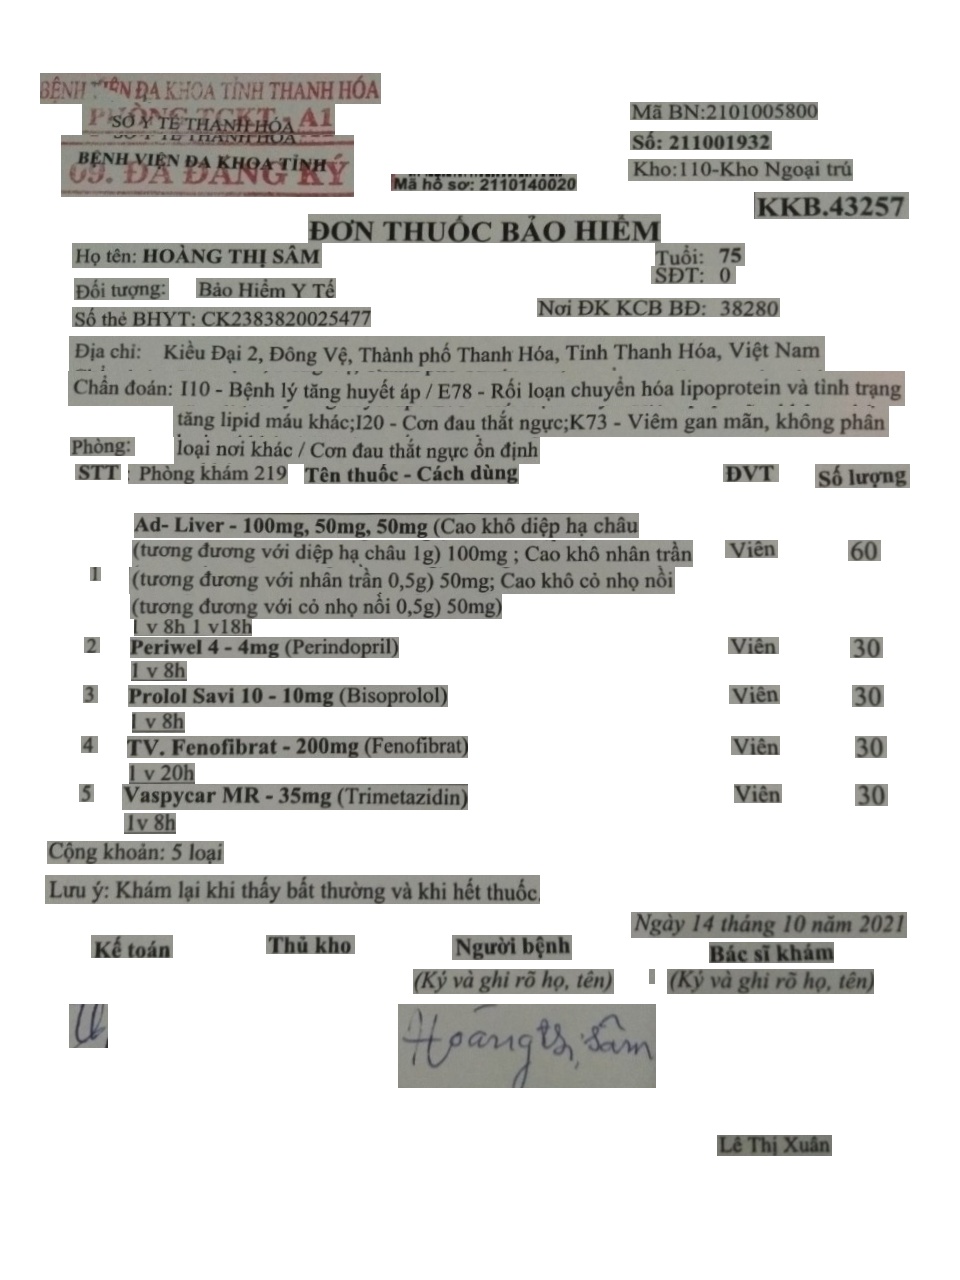 BỆNH VIỆN ĐA KHOA TỈNH THANH HÓA
PHÒNG TCKT - A1
SỞ Y TẾ THANH HÓA
BỆNH VIỆN ĐA KHOA TỈNH
09. ĐÃ ĐĂNG KÝ
Mã hồ sơ: 2110140020
Mã BN:2101005800
Số: 211001932
Kho:110-Kho Ngoại trú
KKB.43257
ĐƠN THUỐC BẢO HIỂM
Họ tên: HOÀNG THỊ SÂM Tuổi: 75
SĐT: 0
Đối tượng: Bảo Hiểm Y Tế
Số thẻ BHYT: CK2383820025477 Nơi ĐK KCB BĐ: 38280
Địa chỉ: Kiều Đại 2, Đông Vệ, Thành phố Thanh Hóa, Tỉnh Thanh Hóa, Việt Nam
Chẩn đoán: I10 - Bệnh lý tăng huyết áp / E78 - Rối loạn chuyển hóa lipoprotein và tình trạng
tăng lipid máu khác;I20 - Cơn đau thắt ngực;K73 - Viêm gan mãn, không phân
loại nơi khác / Cơn đau thắt ngực ổn định
Phòng: : Phòng khám 219
STT Tên thuốc - Cách dùng ĐVT Số lượng
1 Ad- Liver - 100mg, 50mg, 50mg (Cao khô diệp hạ châu
(tương đương với diệp hạ châu 1g) 100mg ; Cao khô nhân trần Viên 60
(tương đương với nhân trần 0,5g) 50mg; Cao khô cỏ nhọ nồi
(tương đương với cỏ nhọ nồi 0,5g) 50mg)
1 v 8h 1 v18h
2 Periwel 4 - 4mg (Perindopril) Viên 30
1 v 8h
3 Prolol Savi 10 - 10mg (Bisoprolol) Viên 30
1 v 8h
4 TV. Fenofibrat - 200mg (Fenofibrat) Viên 30
1 v 20h
5 Vaspycar MR - 35mg (Trimetazidin) Viên 30
1v 8h
Cộng khoản: 5 loại
Lưu ý: Khám lại khi thấy bất thường và khi hết thuốc.
Ngày 14 tháng 10 năm 2021
Kế toán Thủ kho Người bệnh Bác sĩ khám
(Ký và ghi rõ họ, tên) (Ký và ghi rõ họ, tên)
Hoàng Thị Sâm
Lê Thị Xuân